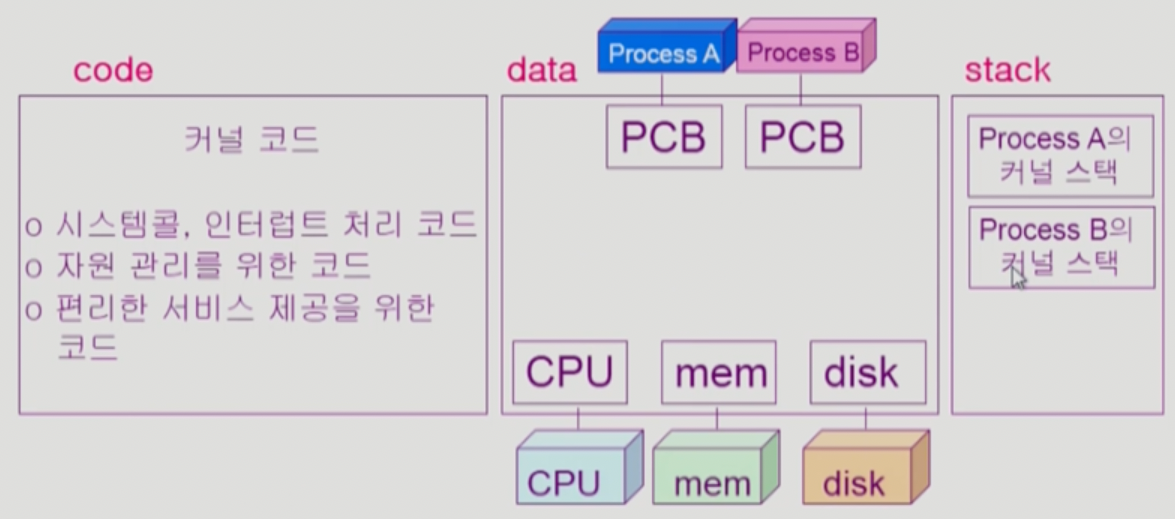 code
커널 코드
o 시스템콜, 인터럽트 처리 코드
o 자원 관리를 위한 코드
o 편리한 서비스 제공을 위한
코드
data
Process A
Process B
PCB
PCB
CPU
mem
disk
CPU
mem
disk
stack
Process A의
커널 스택
Process B의
커널 스택